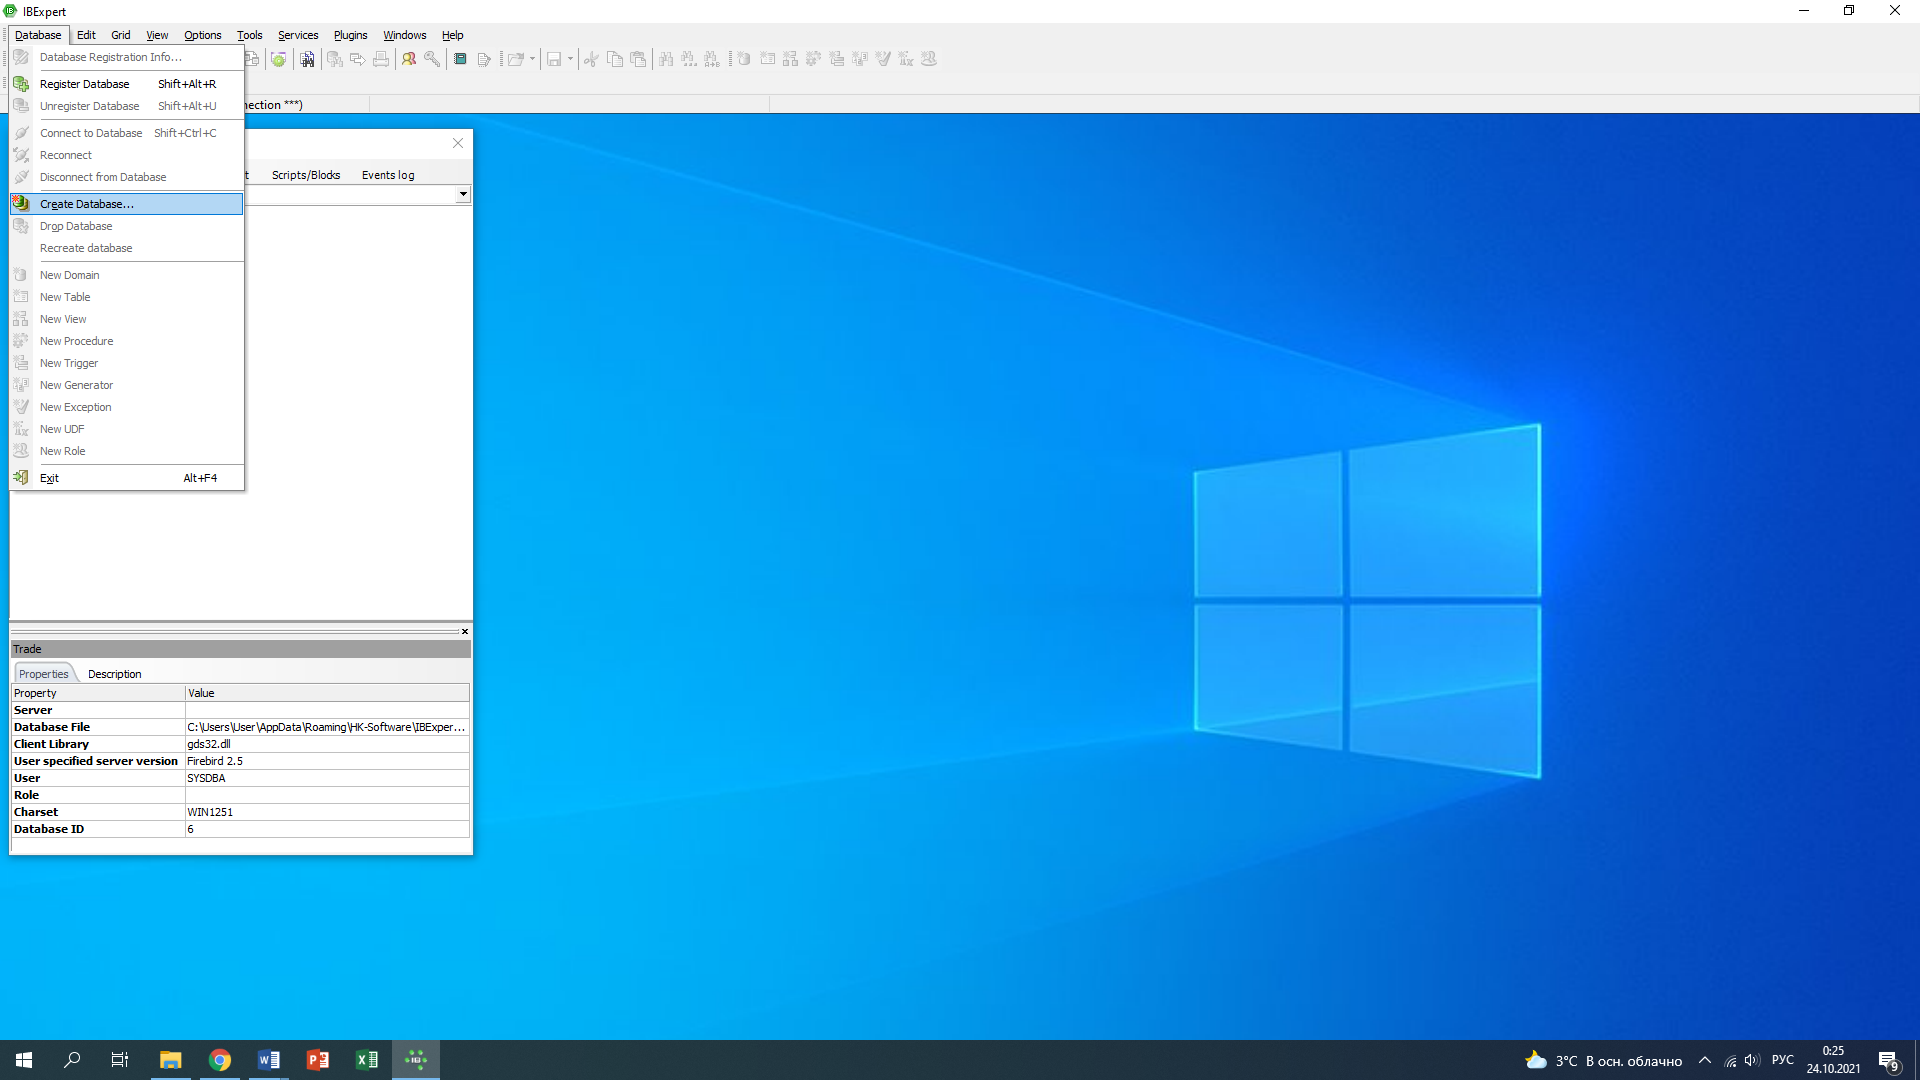 IBExpert
Database Edit Grid View Options Tools Services Plugins Windows Help
Database Registration Info...
Register Database Shift+Alt+R
Unregister Database Shift+Alt+U
nection ***)
Connect to Database Shift+Ctrl+C
Reconnect
Disconnect from Database
t Scripts/Blocks Events log
Create Database...
Drop Database
Recreate database
New Domain
New Table
New View
New Procedure
New Trigger
New Generator
New Exception
New UDF
New Role
Exit Alt+F4
Trade
Properties Description
Property Value
Server
Database File C:\Users\User\AppData\Roaming\HK-Software\IBExper...
Client Library gds32.dll
User specified server version Firebird 2.5
User SYSDBA
Role
Charset WIN1251
Database ID 6
3°C В осн. облачно РУС 0:25
24.10.2021
9